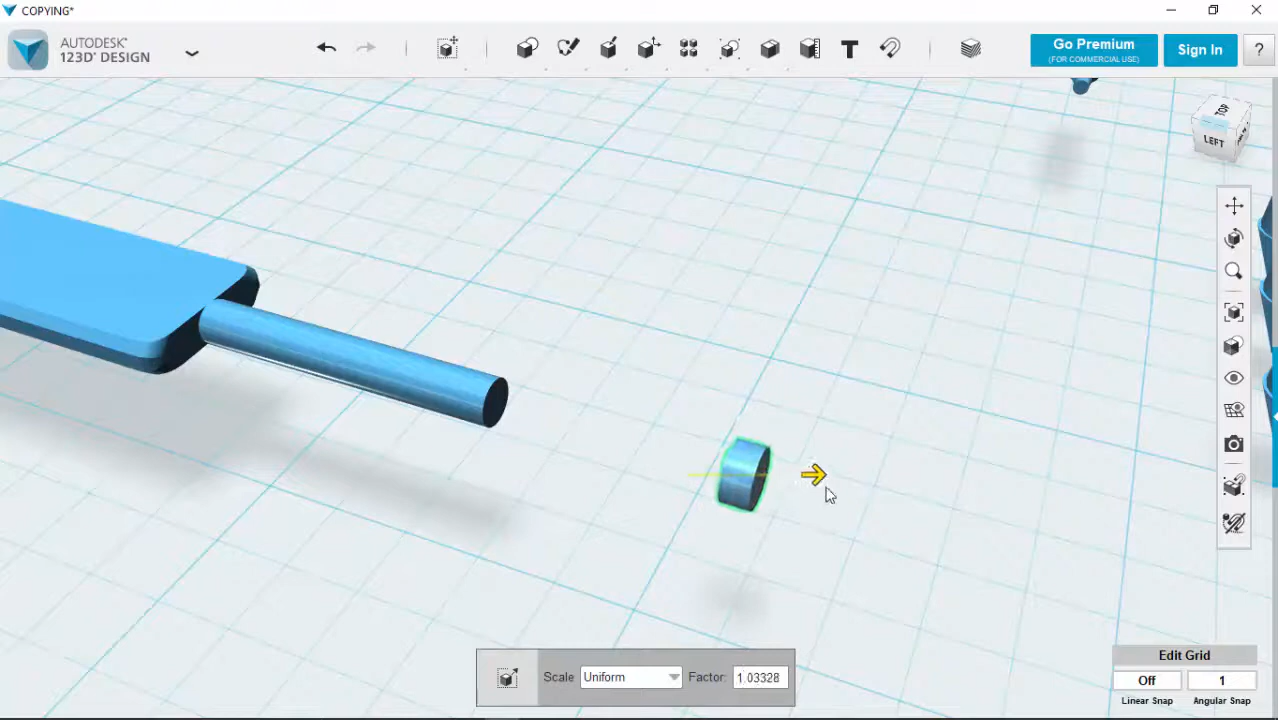 COPYING*
AUTODESK®
123D® DESIGN
Go Premium
(FOR COMMERCIAL USE)
Sign In
?
TOP
LEFT
Scale
Uniform
Factor:
1.03328
Edit Grid
Off
1
Linear Snap
Angular Snap